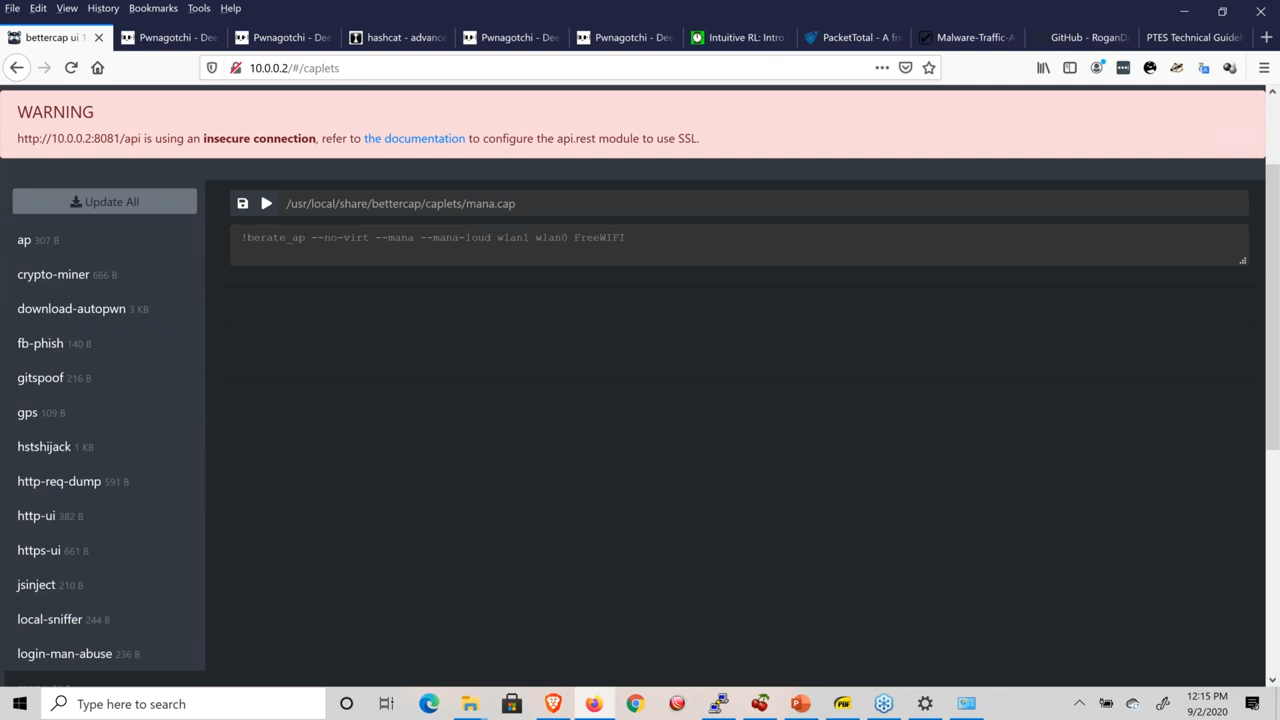 File Edit View History Bookmarks Tools Help
bettercap ui 1 Pwnagotchi - Dee Pwnagotchi - Dee hashcat - advanc Pwnagotchi - Dee Pwnagotchi - Dee Intuitive RL: Intro PacketTotal - A fr Malware-Traffic-A GitHub - RoganD PTES Technical Guidel
10.0.0.2/#/caplets
WARNING
http://10.0.0.2:8081/api is using an insecure connection, refer to the documentation to configure the api.rest module to use SSL.
Update All
/usr/local/share/bettercap/caplets/mana.cap
!berate_ap --no-virt --mana --mana-loud wlan1 wlan0 FreeWIFI
ap 307 B
crypto-miner 666 B
download-autopwn 3 KB
fb-phish 140 B
gitspoof 216 B
gps 109 B
hstshijack 1 KB
http-req-dump 591 B
http-ui 382 B
https-ui 661 B
jsinject 210 B
local-sniffer 244 B
login-man-abuse 236 B
Type here to search
PDF
12:15 PM
9/2/2020